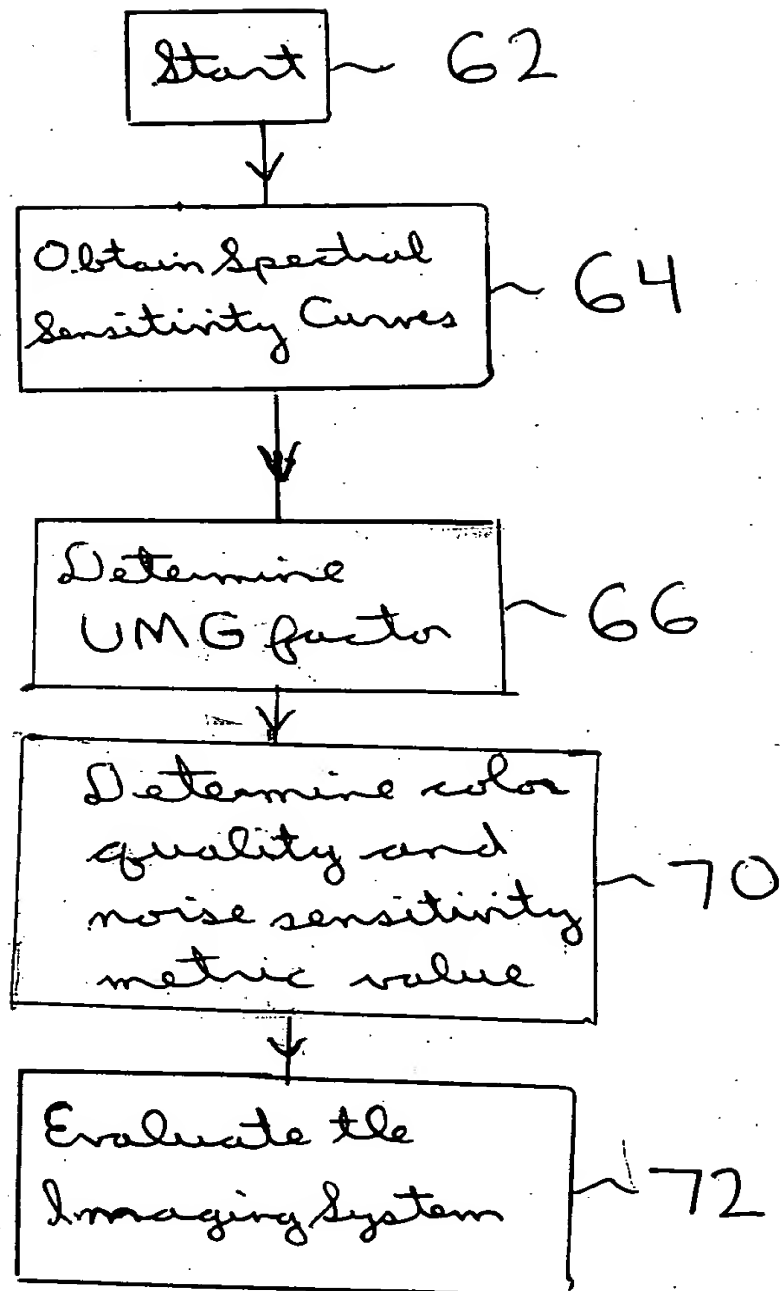 Start 62
Obtain Spectral
Sensitivity Curves
64
Determine
UMG factor
66
Determine color
quality and
noise sensitivity
metric value
70
Evaluate the
Imaging System
72